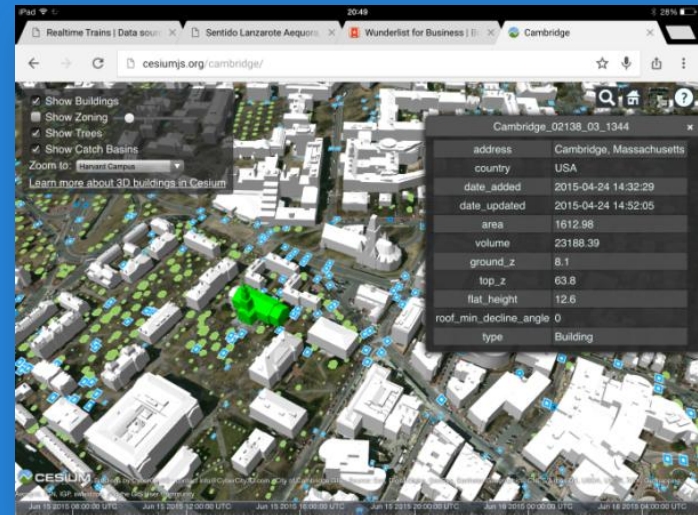 iPad
20:49
28%
Realtime Trains | Data sourc
Sentido Lanzarote Aequora
Wunderlist for Business | B
Cambridge
cesiumjs.org/cambridge/
Show Buildings
Show Zoning
Show Trees
Show Catch Basins
Zoom to: Harvard Campus
Learn more about 3D buildings in Cesium
Cambridge_02138_03_1344
address Cambridge, Massachusetts
country USA
date_added 2015-04-24 14:32:29
date_updated 2015-04-24 14:52:05
area 1612.98
volume 23188.39
ground_z 8.1
top_z 63.8
flat_height 12.6
roof_min_decline_angle 0
type Building
CESIUM
Jun 15 2015 08:00:00 UTC Jun 15 2015 12:00:00 UTC Jun 15 2015 16:00:00 UTC Jun 15 2015 20:00:00 UTC